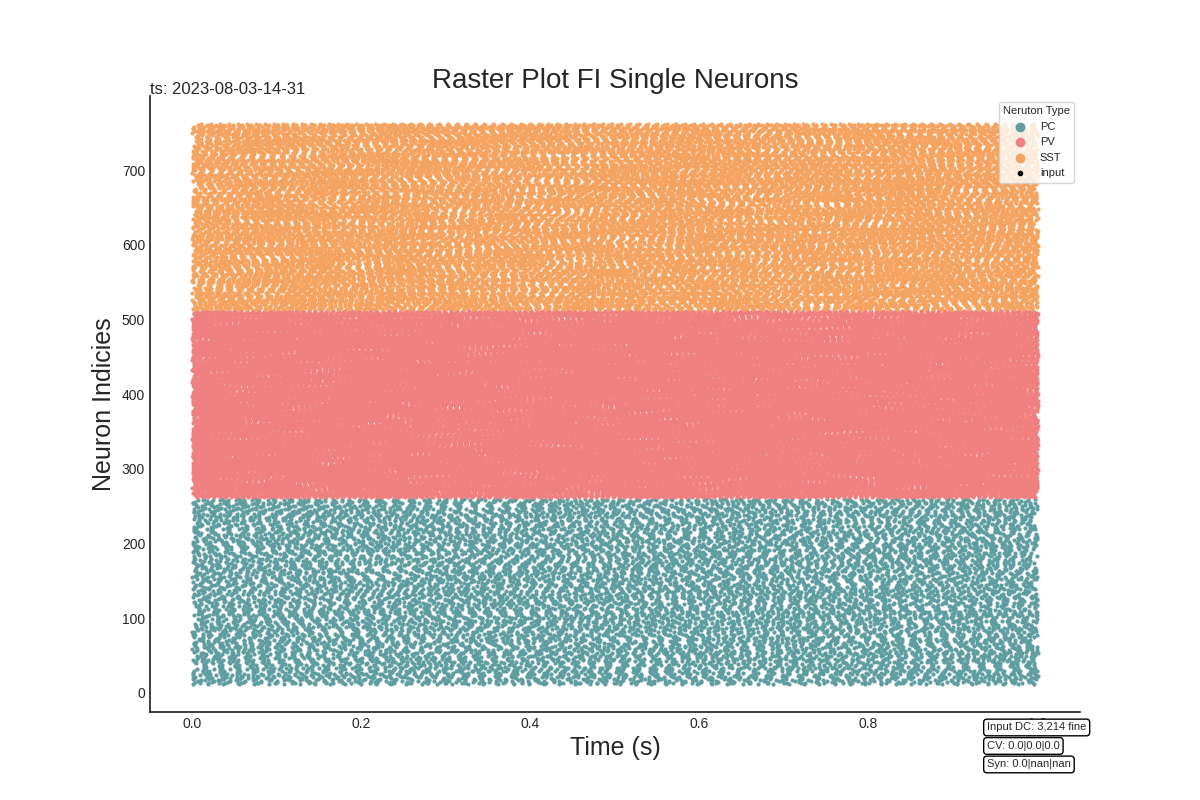 Raster Plot FI Single Neurons
ts: 2023-08-03-14-31
Neruton Type
PC
PV
SST
input
Neuron Indicies
700
600
500
400
300
200
100
0
0.0 0.2 0.4 0.6 0.8
Time (s)
Input DC: 3,214 fine
CV: 0.0|0.0|0.0
Syn: 0.0|nan|nan